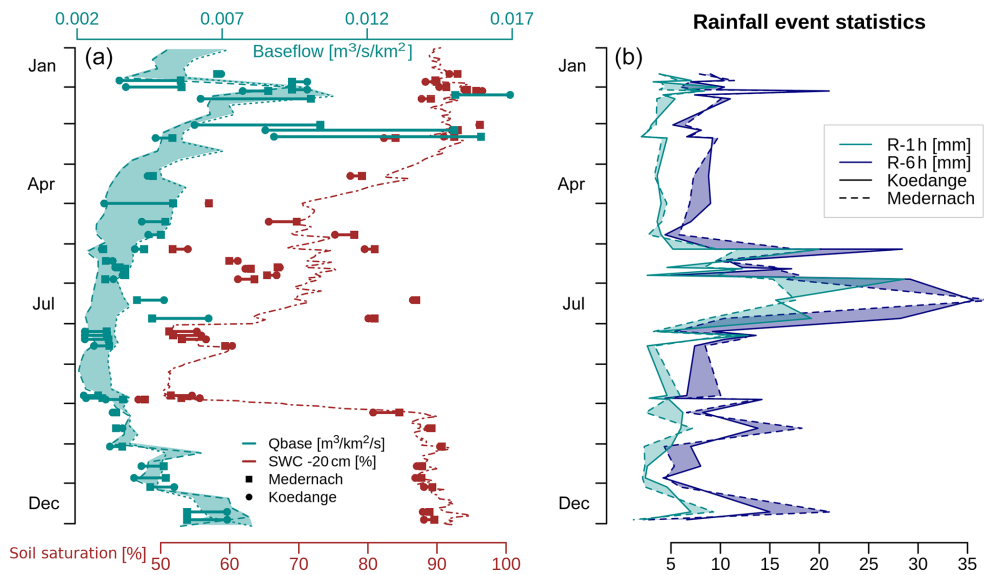 0.002 0.007 0.012 0.017
Rainfall event statistics
(a) Baseflow [m³/s/km²]
(b)
Jan
Apr
Jul
Dec
Qbase [m³/km²/s]
SWC -20 cm [%]
Medernach
Koedange
Soil saturation [%] 50 60 70 80 90 100
Jan
Apr
Jul
Dec
R-1 h [mm]
R-6 h [mm]
Koedange
Medernach
5 10 15 20 25 30 35